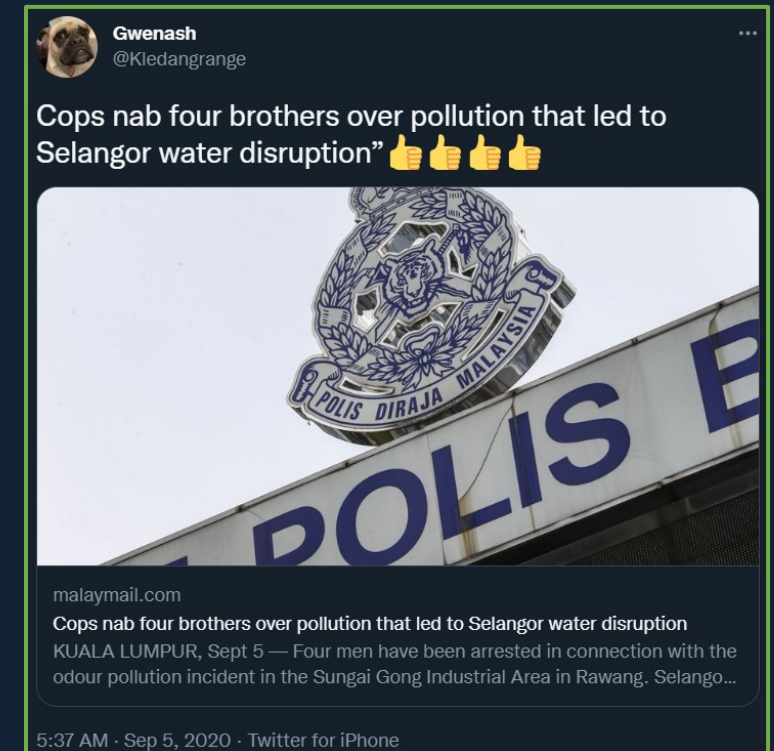 Gwenash
@Kledangrange
Cops nab four brothers over pollution that led to
Selangor water disruption”👍👍👍👍
POLIS DIRAJA MALAYSIA
POLIS B
malaymail.com
Cops nab four brothers over pollution that led to Selangor water disruption
KUALA LUMPUR, Sept 5 — Four men have been arrested in connection with the
odour pollution incident in the Sungai Gong Industrial Area in Rawang. Selango...
5:37 AM · Sep 5, 2020 · Twitter for iPhone